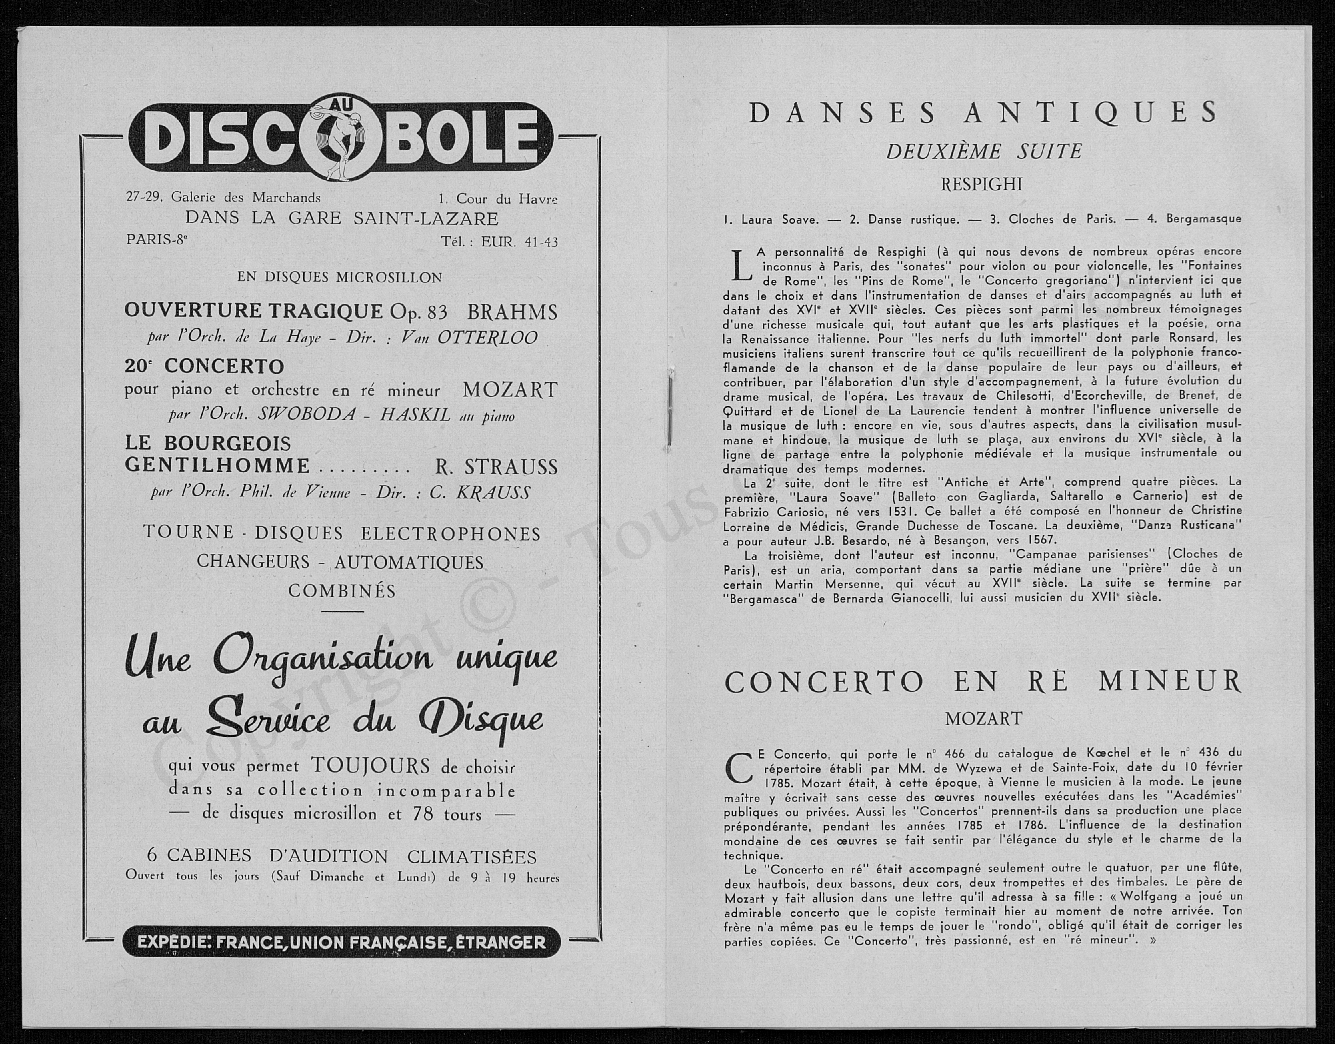 AU
DISCOBOLE
27-29, Galerie des Marchands 1. Cour du Havre
DANS LA GARE SAINT-LAZARE
PARIS-8e Tél. : EUR. 41-43
EN DISQUES MICROSILLON
OUVERTURE TRAGIQUE Op. 83 BRAHMS
par l'Orch. de La Haye - Dir. : Van OTTERLOO
20e CONCERTO
pour piano et orchestre en ré mineur MOZART
par l'Orch. SWOBODA - HASKIL au piano
LE BOURGEOIS
GENTILHOMME ......... R. STRAUSS
par l'Orch. Phil. de Vienne - Dir. : C. KRAUSS
TOURNE - DISQUES ELECTROPHONES
CHANGEURS - AUTOMATIQUES
COMBINÉS
Une Organisation unique
au Service du Disque
qui vous permet TOUJOURS de choisir
dans sa collection incomparable
— de disques microsillon et 78 tours —
6 CABINES D'AUDITION CLIMATISÉES
Ouvert tous les jours (Sauf Dimanche et Lundi) de 9 à 19 heures
EXPÉDIE: FRANCE, UNION FRANÇAISE, ÉTRANGER
DANSES ANTIQUES
DEUXIÈME SUITE
RESPIGHI
1. Laura Soave. — 2. Danse rustique. — 3. Cloches de Paris. — 4. Bergamasque
LA personnalité de Respighi (à qui nous devons de nombreux opéras encore
inconnus à Paris, des "sonates" pour violon ou pour violoncelle, les "Fontaines
de Rome", les "Pins de Rome", le "Concerto gregoriano") n'intervient ici que
dans le choix et dans l'instrumentation de danses et d'airs accompagnés au luth et
datant des XVIe et XVIIe siècles. Ces pièces sont parmi les nombreux témoignages
d'une richesse musicale qui, tout autant que les arts plastiques et la poésie, orna
la Renaissance italienne. Pour "les nerfs du luth immortel" dont parle Ronsard, les
musiciens italiens surent transcrire tout ce qu'ils recueillirent de la polyphonie franco-
flamande de la chanson et de la danse populaire de leur pays ou d'ailleurs, et
contribuer, par l'élaboration d'un style d'accompagnement, à la future évolution du
drame musical, de l'opéra. Les travaux de Chilesotti, d'Ecorcheville, de Brenet, de
Quittard et de Lionel de La Laurencie tendent à montrer l'influence universelle de
la musique de luth : encore en vie, sous d'autres aspects, dans la civilisation musul-
mane et hindoue, la musique de luth se plaça, aux environs du XVIe siècle, à la
ligne de partage entre la polyphonie médiévale et la musique instrumentale ou
dramatique des temps modernes.
La 2e suite, dont le titre est "Antiche et Arte", comprend quatre pièces. La
première, "Laura Soave" (Balleto con Gagliarda, Saltarello e Carnerio) est de
Fabrizio Cariosio, né vers 1531. Ce ballet a été composé en l'honneur de Christine
Lorraine de Médicis, Grande Duchesse de Toscane. La deuxième, "Danza Rusticana"
a pour auteur J.B. Besardo, né à Besançon, vers 1567.
La troisième, dont l'auteur est inconnu, "Campanae parisienses" (Cloches de
Paris), est un aria, comportant dans sa partie médiane une "prière" dûe à un
certain Martin Mersenne, qui vécut au XVIIe siècle. La suite se termine par
"Bergamasca" de Bernarda Gianocelli, lui aussi musicien du XVIIe siècle.
CONCERTO EN RE MINEUR
MOZART
CE Concerto, qui porte le n° 466 du catalogue de Kœchel et le n° 436 du
répertoire établi par MM. de Wyzewa et de Sainte-Foix, date du 10 février
1785. Mozart était, à cette époque, à Vienne le musicien à la mode. Le jeune
maître y écrivait sans cesse des œuvres nouvelles exécutées dans les "Académies"
publiques ou privées. Aussi les "Concertos" prennent-ils dans sa production une place
prépondérante, pendant les années 1785 et 1786. L'influence de la destination
mondaine de ces œuvres se fait sentir par l'élégance du style et le charme de la
technique.
Le "Concerto en ré" était accompagné seulement outre le quatuor, par une flûte,
deux hautbois, deux bassons, deux cors, deux trompettes et des timbales. Le père de
Mozart y fait allusion dans une lettre qu'il adressa à sa fille : « Wolfgang a joué un
admirable concerto que le copiste terminait hier au moment de notre arrivée. Ton
frère n'a même pas eu le temps de jouer le "rondo", obligé qu'il était de corriger les
parties copiées. Ce "Concerto", très passionné, est en "ré mineur". »
Copyright © - Tous